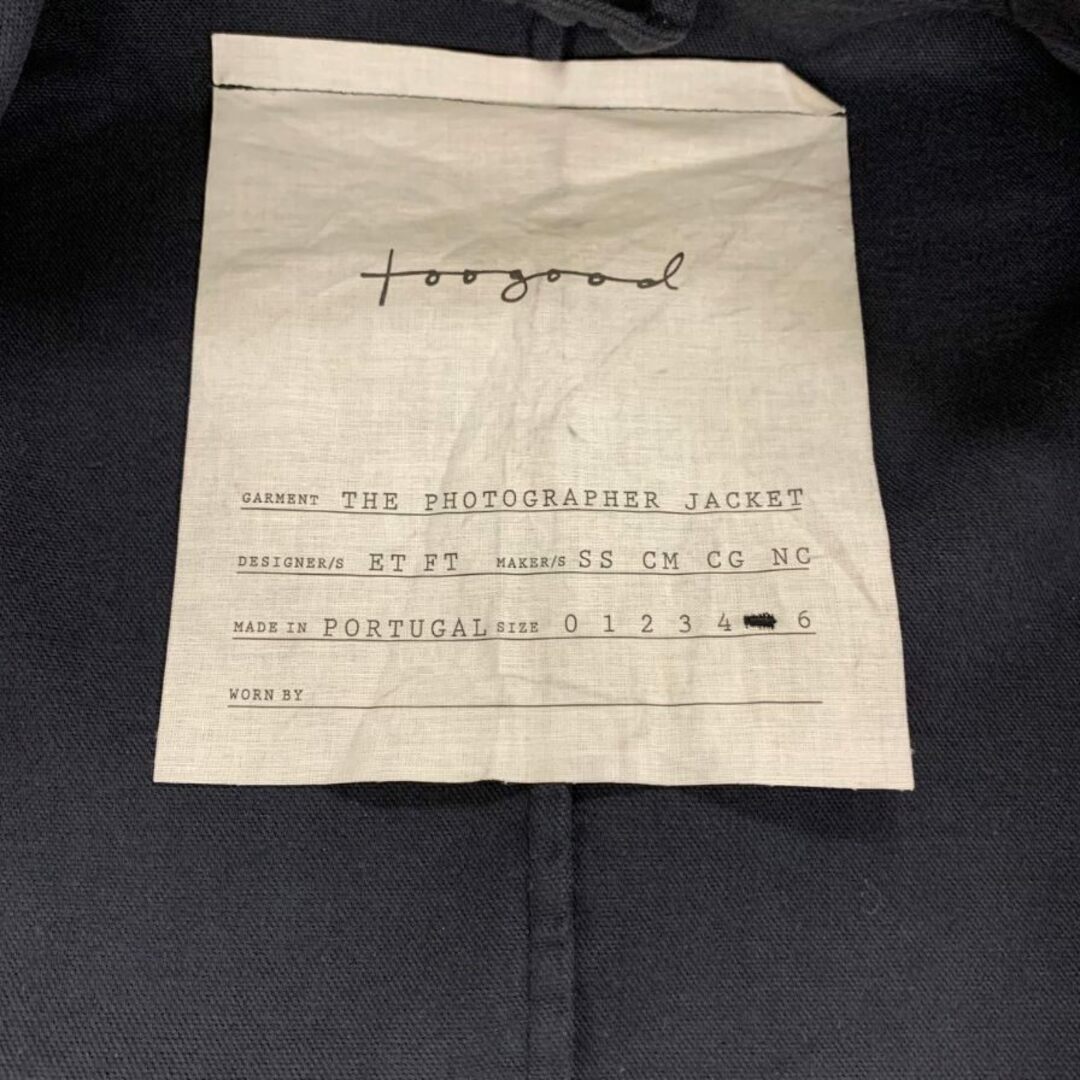 toogood
GARMENT THE PHOTOGRAPHER JACKET
DESIGNER/S ET FT MAKER/S SS CM CG NC
MADE IN PORTUGAL SIZE 0 1 2 3 4 6
WORN BY